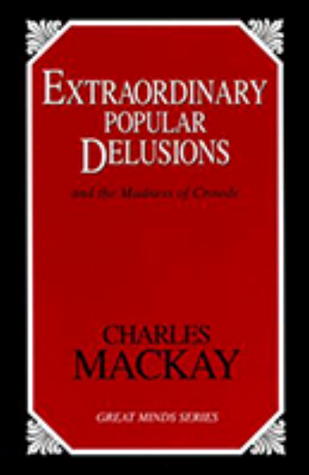 EXTRAORDINARY
POPULAR
DELUSIONS
and the Madness of Crowds
CHARLES
MACKAY
GREAT MINDS SERIES